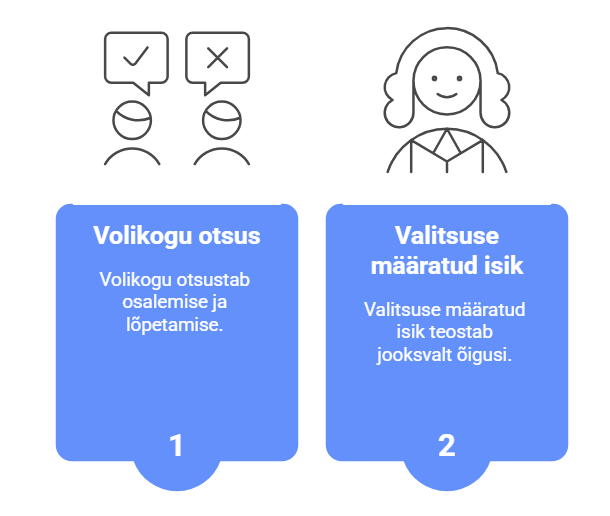 Volikogu otsus
Volikogu otsustab
osalemise ja
lõpetamise.
1
Valitsuse
määratud isik
Valitsuse määratud
isik teostab
jooksvalt õigusi.
2